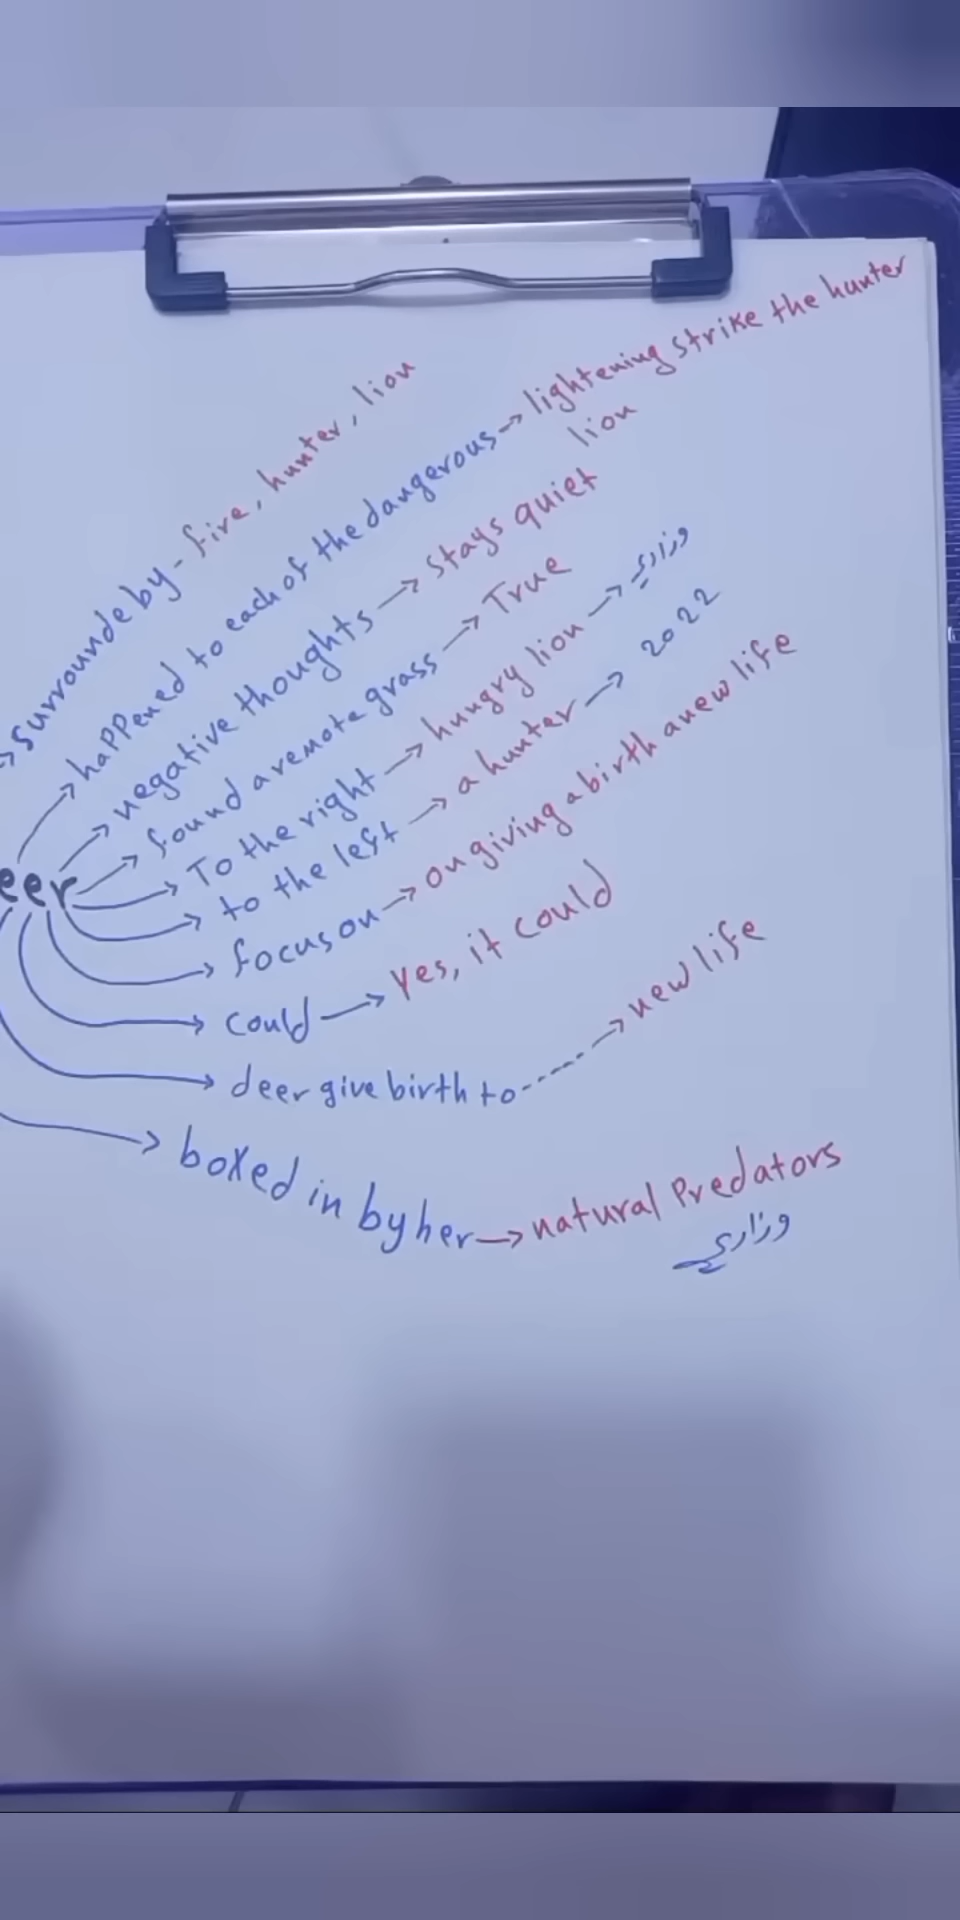 surrounde by - fire, hunter, lion
happened to each of the dangerous → lightening strike the hunter
lion
negative thoughts → stays quiet
found a remote grass → True
To the right → hungry lion → وزاري
to the left → a hunter → 2022
focus on → on giving a birth a new life
eer
could → Yes, it could
deer give birth to ----→ new life
boxed in by her → natural Predators
وزاري